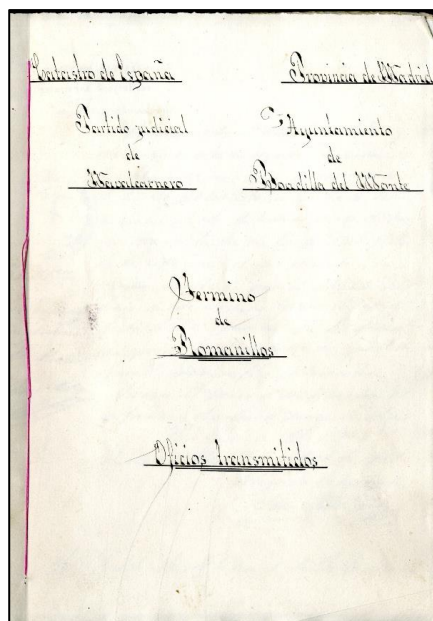 Catastro de España
Provincia de Madrid
Partido judicial
de
Navalcarnero
Ayuntamiento
de
Boadilla del Monte
Término
de
Romanillos
Oficios transmitidos